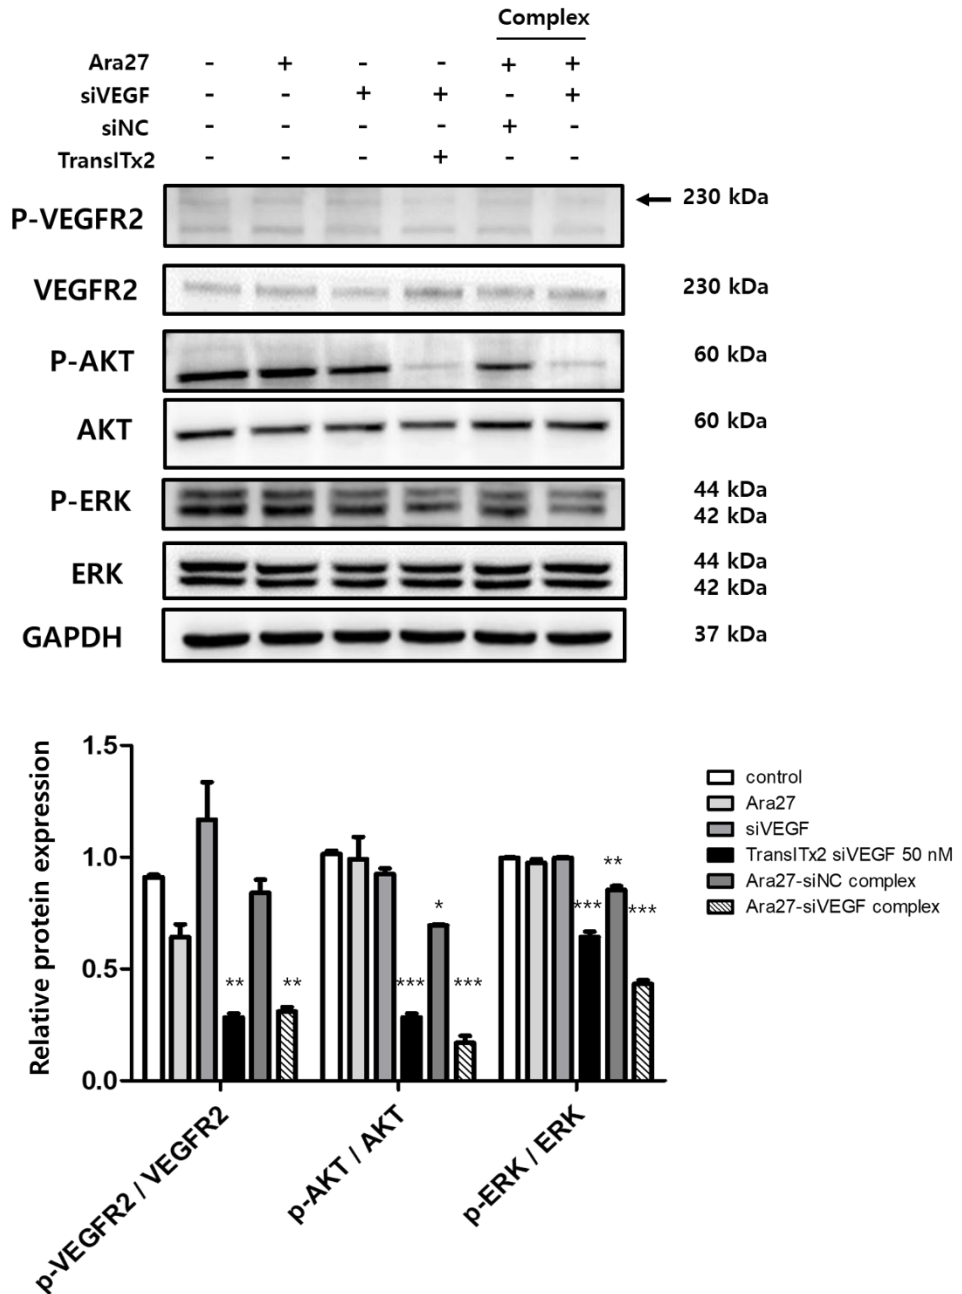 Complex
Ara27 - + - - + +
siVEGF - - + + - +
siNC - - - - + -
TransITx2 - - - + - -
P-VEGFR2 230 kDa
VEGFR2 230 kDa
P-AKT 60 kDa
AKT 60 kDa
P-ERK 44 kDa
42 kDa
ERK 44 kDa
42 kDa
GAPDH 37 kDa
Relative protein expression
1.5
1.0
0.5
0.0
** **
*** * ***
*** ** ***
p-VEGFR2 / VEGFR2
p-AKT / AKT
p-ERK / ERK
control
Ara27
siVEGF
TransITx2 siVEGF 50 nM
Ara27-siNC complex
Ara27-siVEGF complex